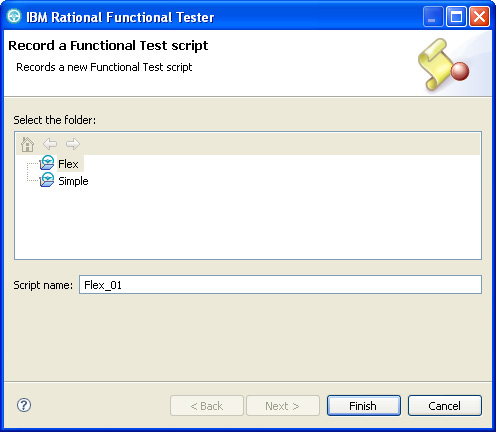 IBM Rational Functional Tester
Record a Functional Test script
Records a new Functional Test script
Select the folder:
Flex
Simple
Script name: Flex_01
? < Back Next > Finish Cancel